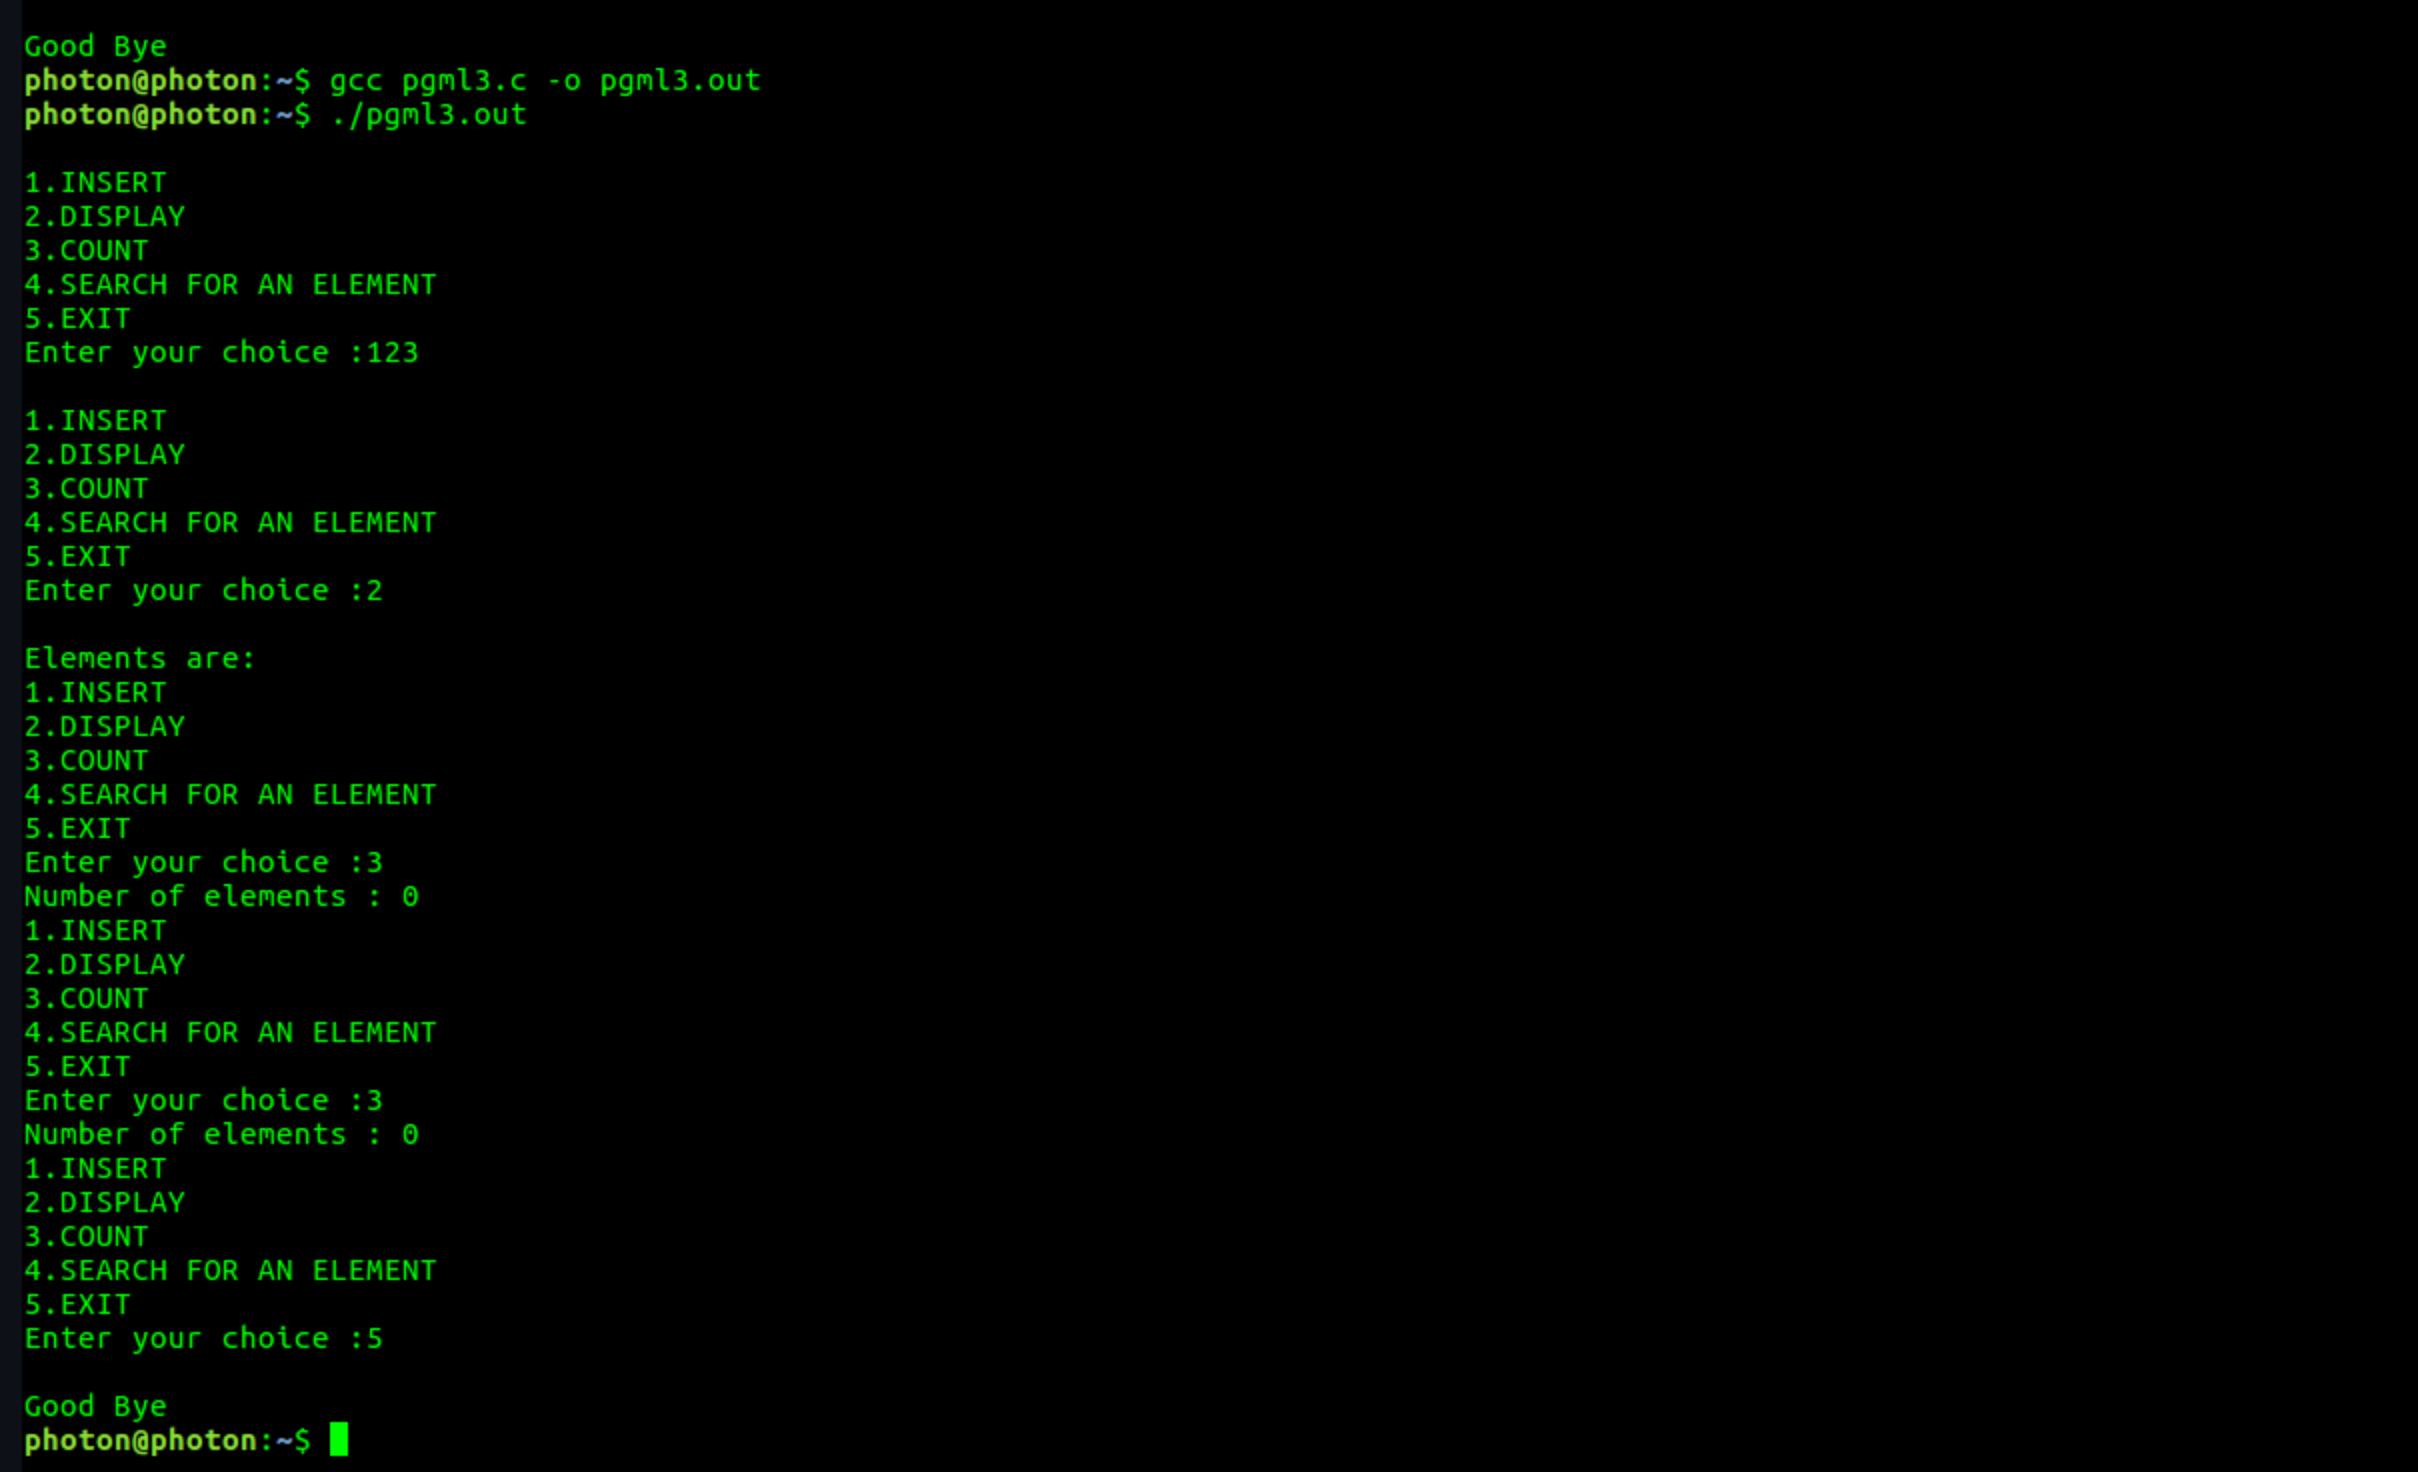 Good Bye
photon@photon:~$ gcc pgml3.c -o pgml3.out
photon@photon:~$ ./pgml3.out
1.INSERT
2.DISPLAY
3.COUNT
4.SEARCH FOR AN ELEMENT
5.EXIT
Enter your choice :123
1.INSERT
2.DISPLAY
3.COUNT
4.SEARCH FOR AN ELEMENT
5.EXIT
Enter your choice :2
Elements are:
1.INSERT
2.DISPLAY
3.COUNT
4.SEARCH FOR AN ELEMENT
5.EXIT
Enter your choice :3
Number of elements : 0
1.INSERT
2.DISPLAY
3.COUNT
4.SEARCH FOR AN ELEMENT
5.EXIT
Enter your choice :3
Number of elements : 0
1.INSERT
2.DISPLAY
3.COUNT
4.SEARCH FOR AN ELEMENT
5.EXIT
Enter your choice :5
Good Bye
photon@photon:~$